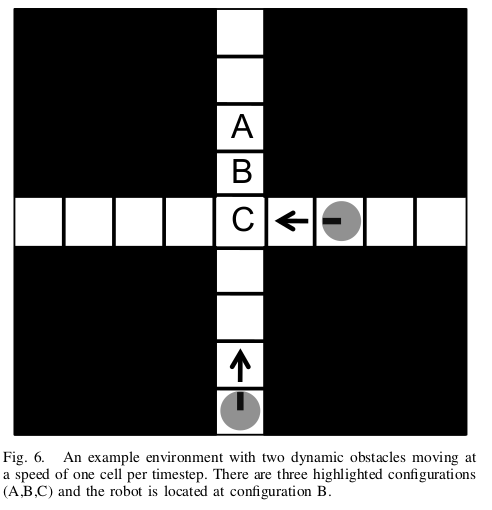 A
B
C
Fig. 6. An example environment with two dynamic obstacles moving at
a speed of one cell per timestep. There are three highlighted configurations
(A,B,C) and the robot is located at configuration B.